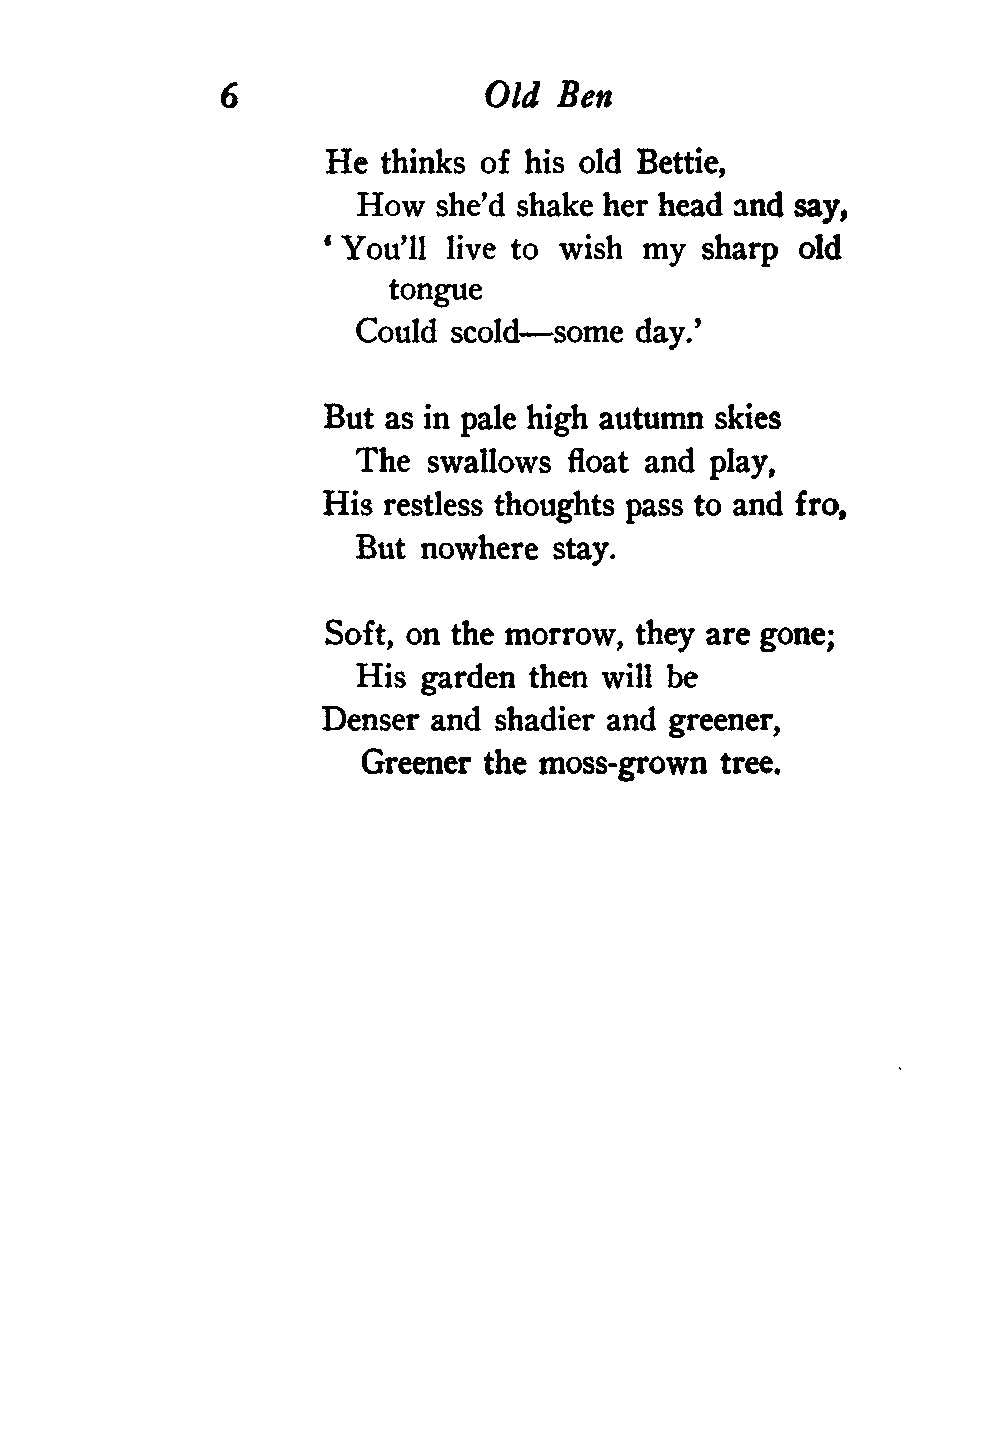 6 Old Ben
He thinks of his old Bettie,
How she'd shake her head and say,
‘ You'll live to wish my sharp old
tongue
Could scold—some day.’
But as in pale high autumn skies
The swallows float and play,
His restless thoughts pass to and fro,
But nowhere stay.
Soft, on the morrow, they are gone;
His garden then will be
Denser and shadier and greener,
Greener the moss-grown tree.